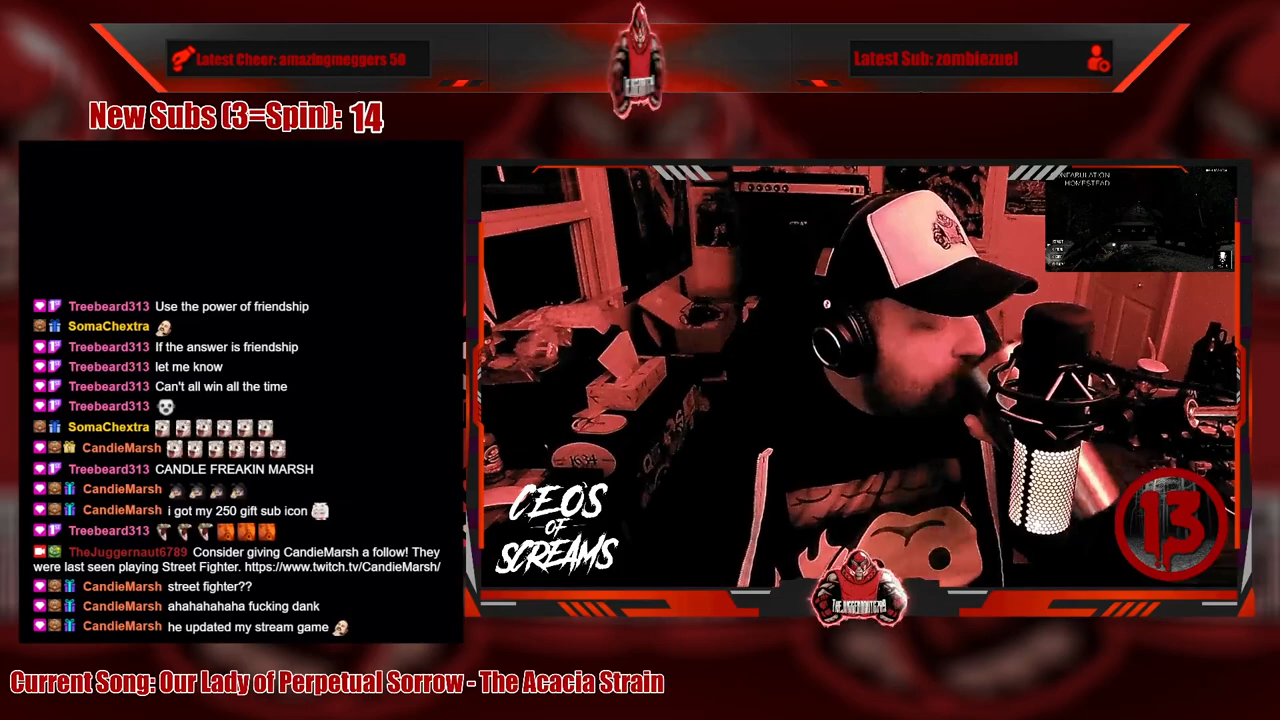 Latest Cheer: amazingmeggers 50
Latest Sub: zombiezuel
New Subs (3=Spin): 14
Treebeard313 Use the power of friendship
SomaChextra
Treebeard313 If the answer is friendship
Treebeard313 let me know
Treebeard313 Can't all win all the time
Treebeard313
SomaChextra
CandieMarsh
Treebeard313 CANDLE FREAKIN MARSH
CandieMarsh
CandieMarsh i got my 250 gift sub icon
Treebeard313
TheJuggernaut6789 Consider giving CandieMarsh a follow! They
were last seen playing Street Fighter. https://www.twitch.tv/CandieMarsh/
CandieMarsh street fighter??
CandieMarsh ahahahahaha fucking dank
CandieMarsh he updated my stream game
HOMESTEAD
1634
CEO'S
OF
SCREAMS
13
THEJUGGERNAUT6789
Current Song: Our Lady of Perpetual Sorrow - The Acacia Strain